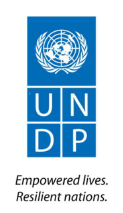 U N
D P
Empowered lives.
Resilient nations.